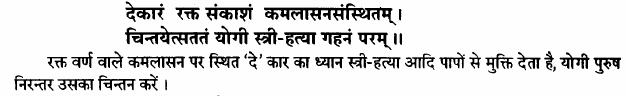 देकारं रक्त संकाशं कमलासनसंस्थितम् ।
चिन्तयेत्सततं योगी स्त्री-हत्या गहनं परम् ॥
रक्त वर्ण वाले कमलासन पर स्थित ‘दे’ कार का ध्यान स्त्री-हत्या आदि पापों से मुक्ति देता है, योगी पुरुष
निरन्तर उसका चिन्तन करें ।